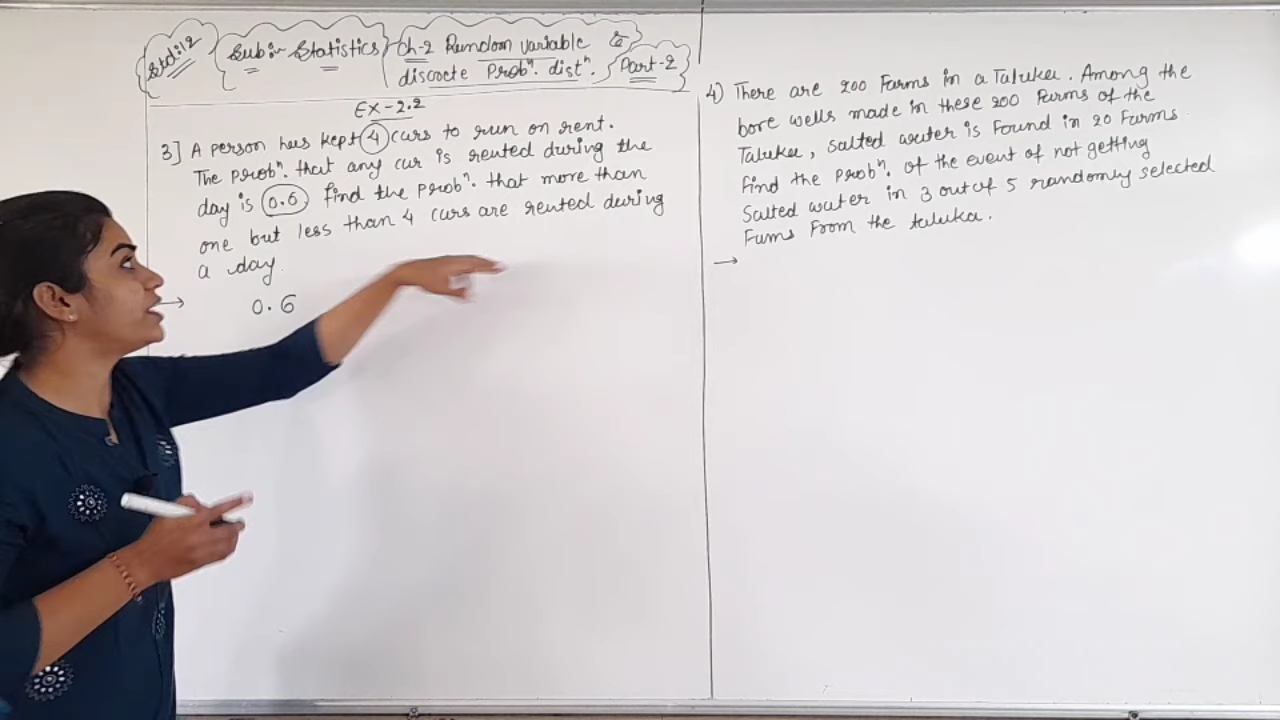 Std:12
Sub:- Statistics
Ch-2 Random variable &
discrete Probⁿ. distⁿ.
Part-2
EX-2.2
3] A person has kept 4 cars to run on rent.
The probⁿ. that any car is rented during the
day is 0.6 find the probⁿ. that more than
one but less than 4 cars are rented during
a day.
→ 0.6
4) There are 200 Farms in a Taluka. Among the
bore wells made in these 200 Farms of the
Taluka, salted water is Found in 20 Farms.
Find the probⁿ. of the event of not getting
Salted water in 3 out of 5 randomly selected
Fams From the taluka.
→